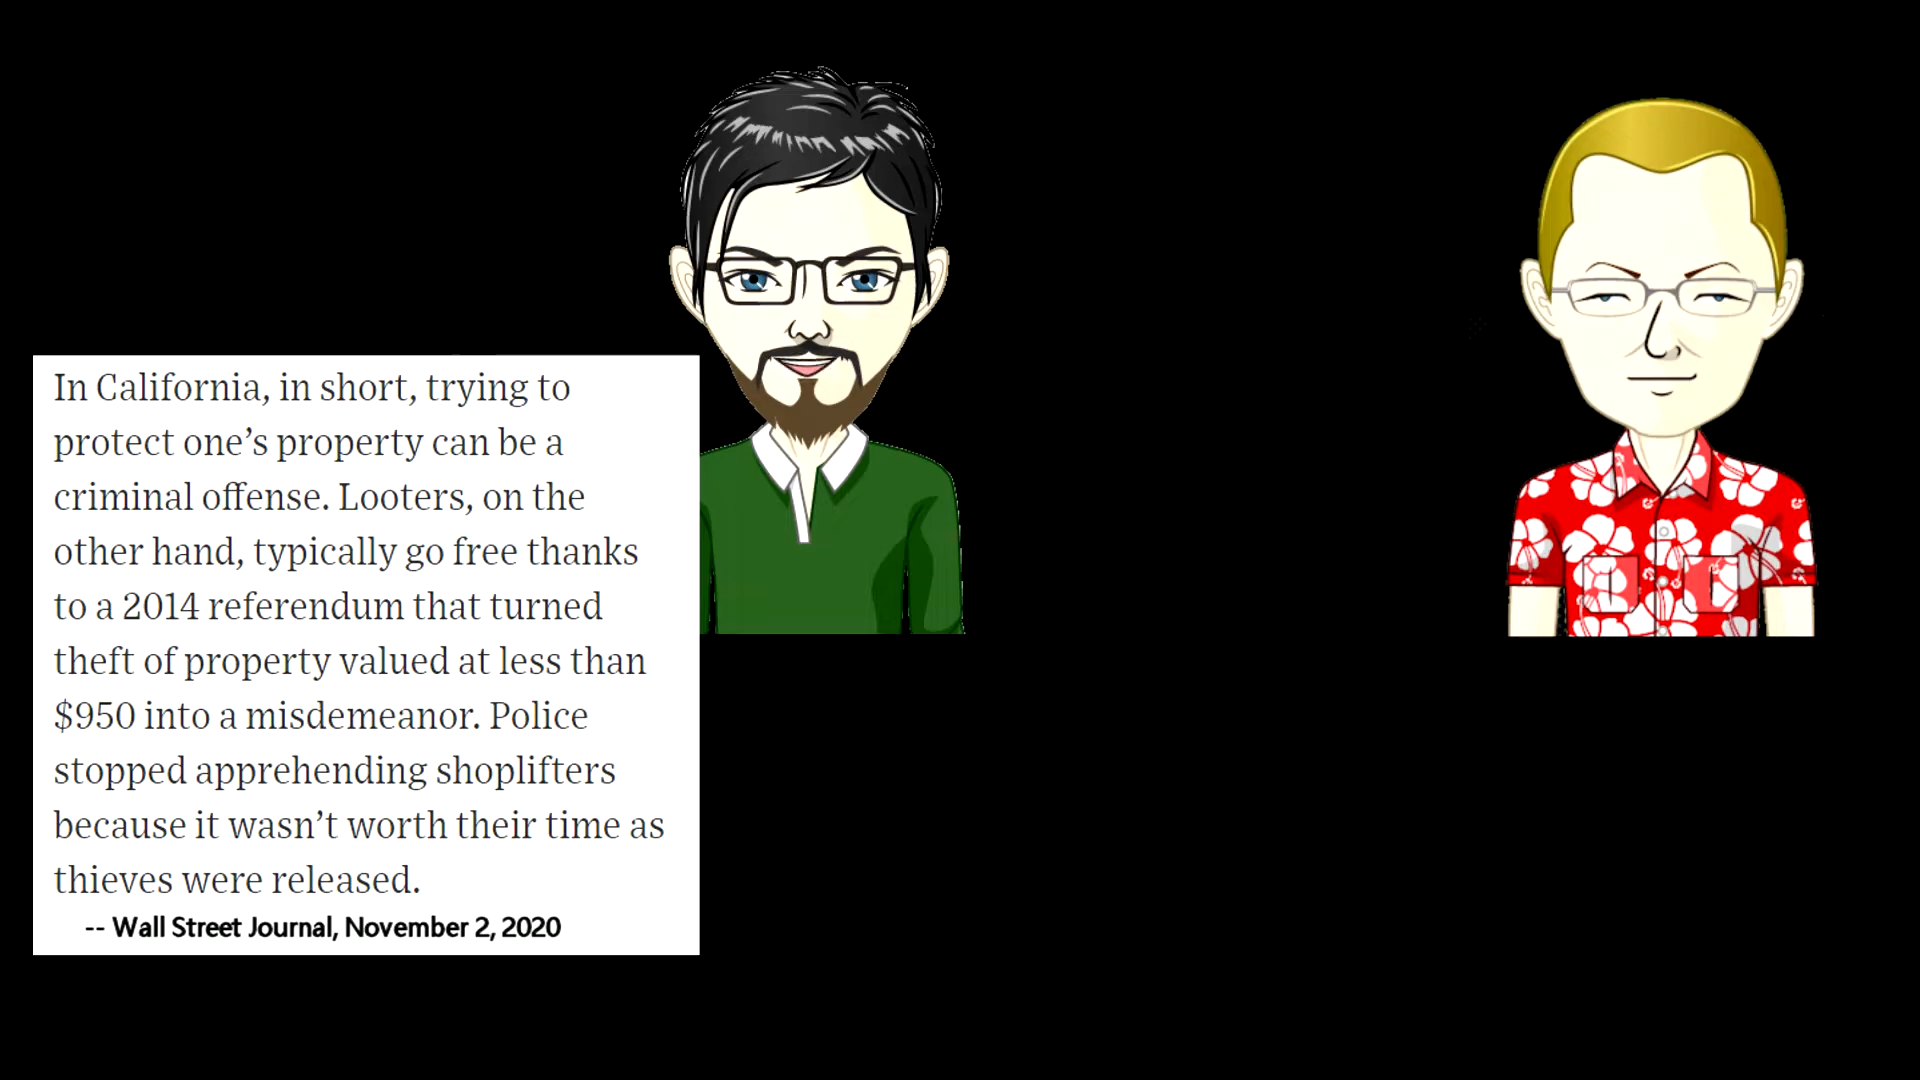 In California, in short, trying to
protect one’s property can be a
criminal offense. Looters, on the
other hand, typically go free thanks
to a 2014 referendum that turned
theft of property valued at less than
$950 into a misdemeanor. Police
stopped apprehending shoplifters
because it wasn’t worth their time as
thieves were released.
-- Wall Street Journal, November 2, 2020